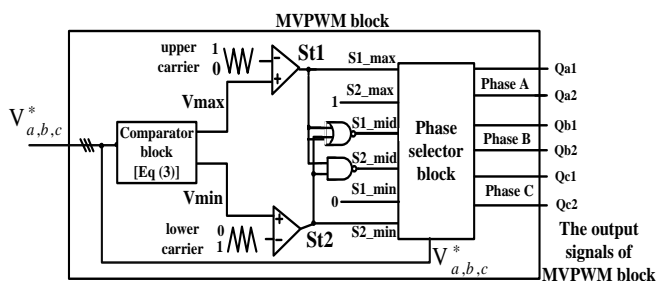 MVPWM block
upper
carrier
1
0
St1
S1_max
Qa1
Phase A
S2_max
1
Qa2
Vmax
V*a,b,c
S1_mid
Qb1
Comparator
block
[Eq (3)]
Phase
selector
block
Phase B
S2_mid
Qb2
S1_min
Qc1
Phase C
Vmin
0
Qc2
lower
carrier
0
1
St2
S2_min
V*a,b,c
The output
signals of
MVPWM block